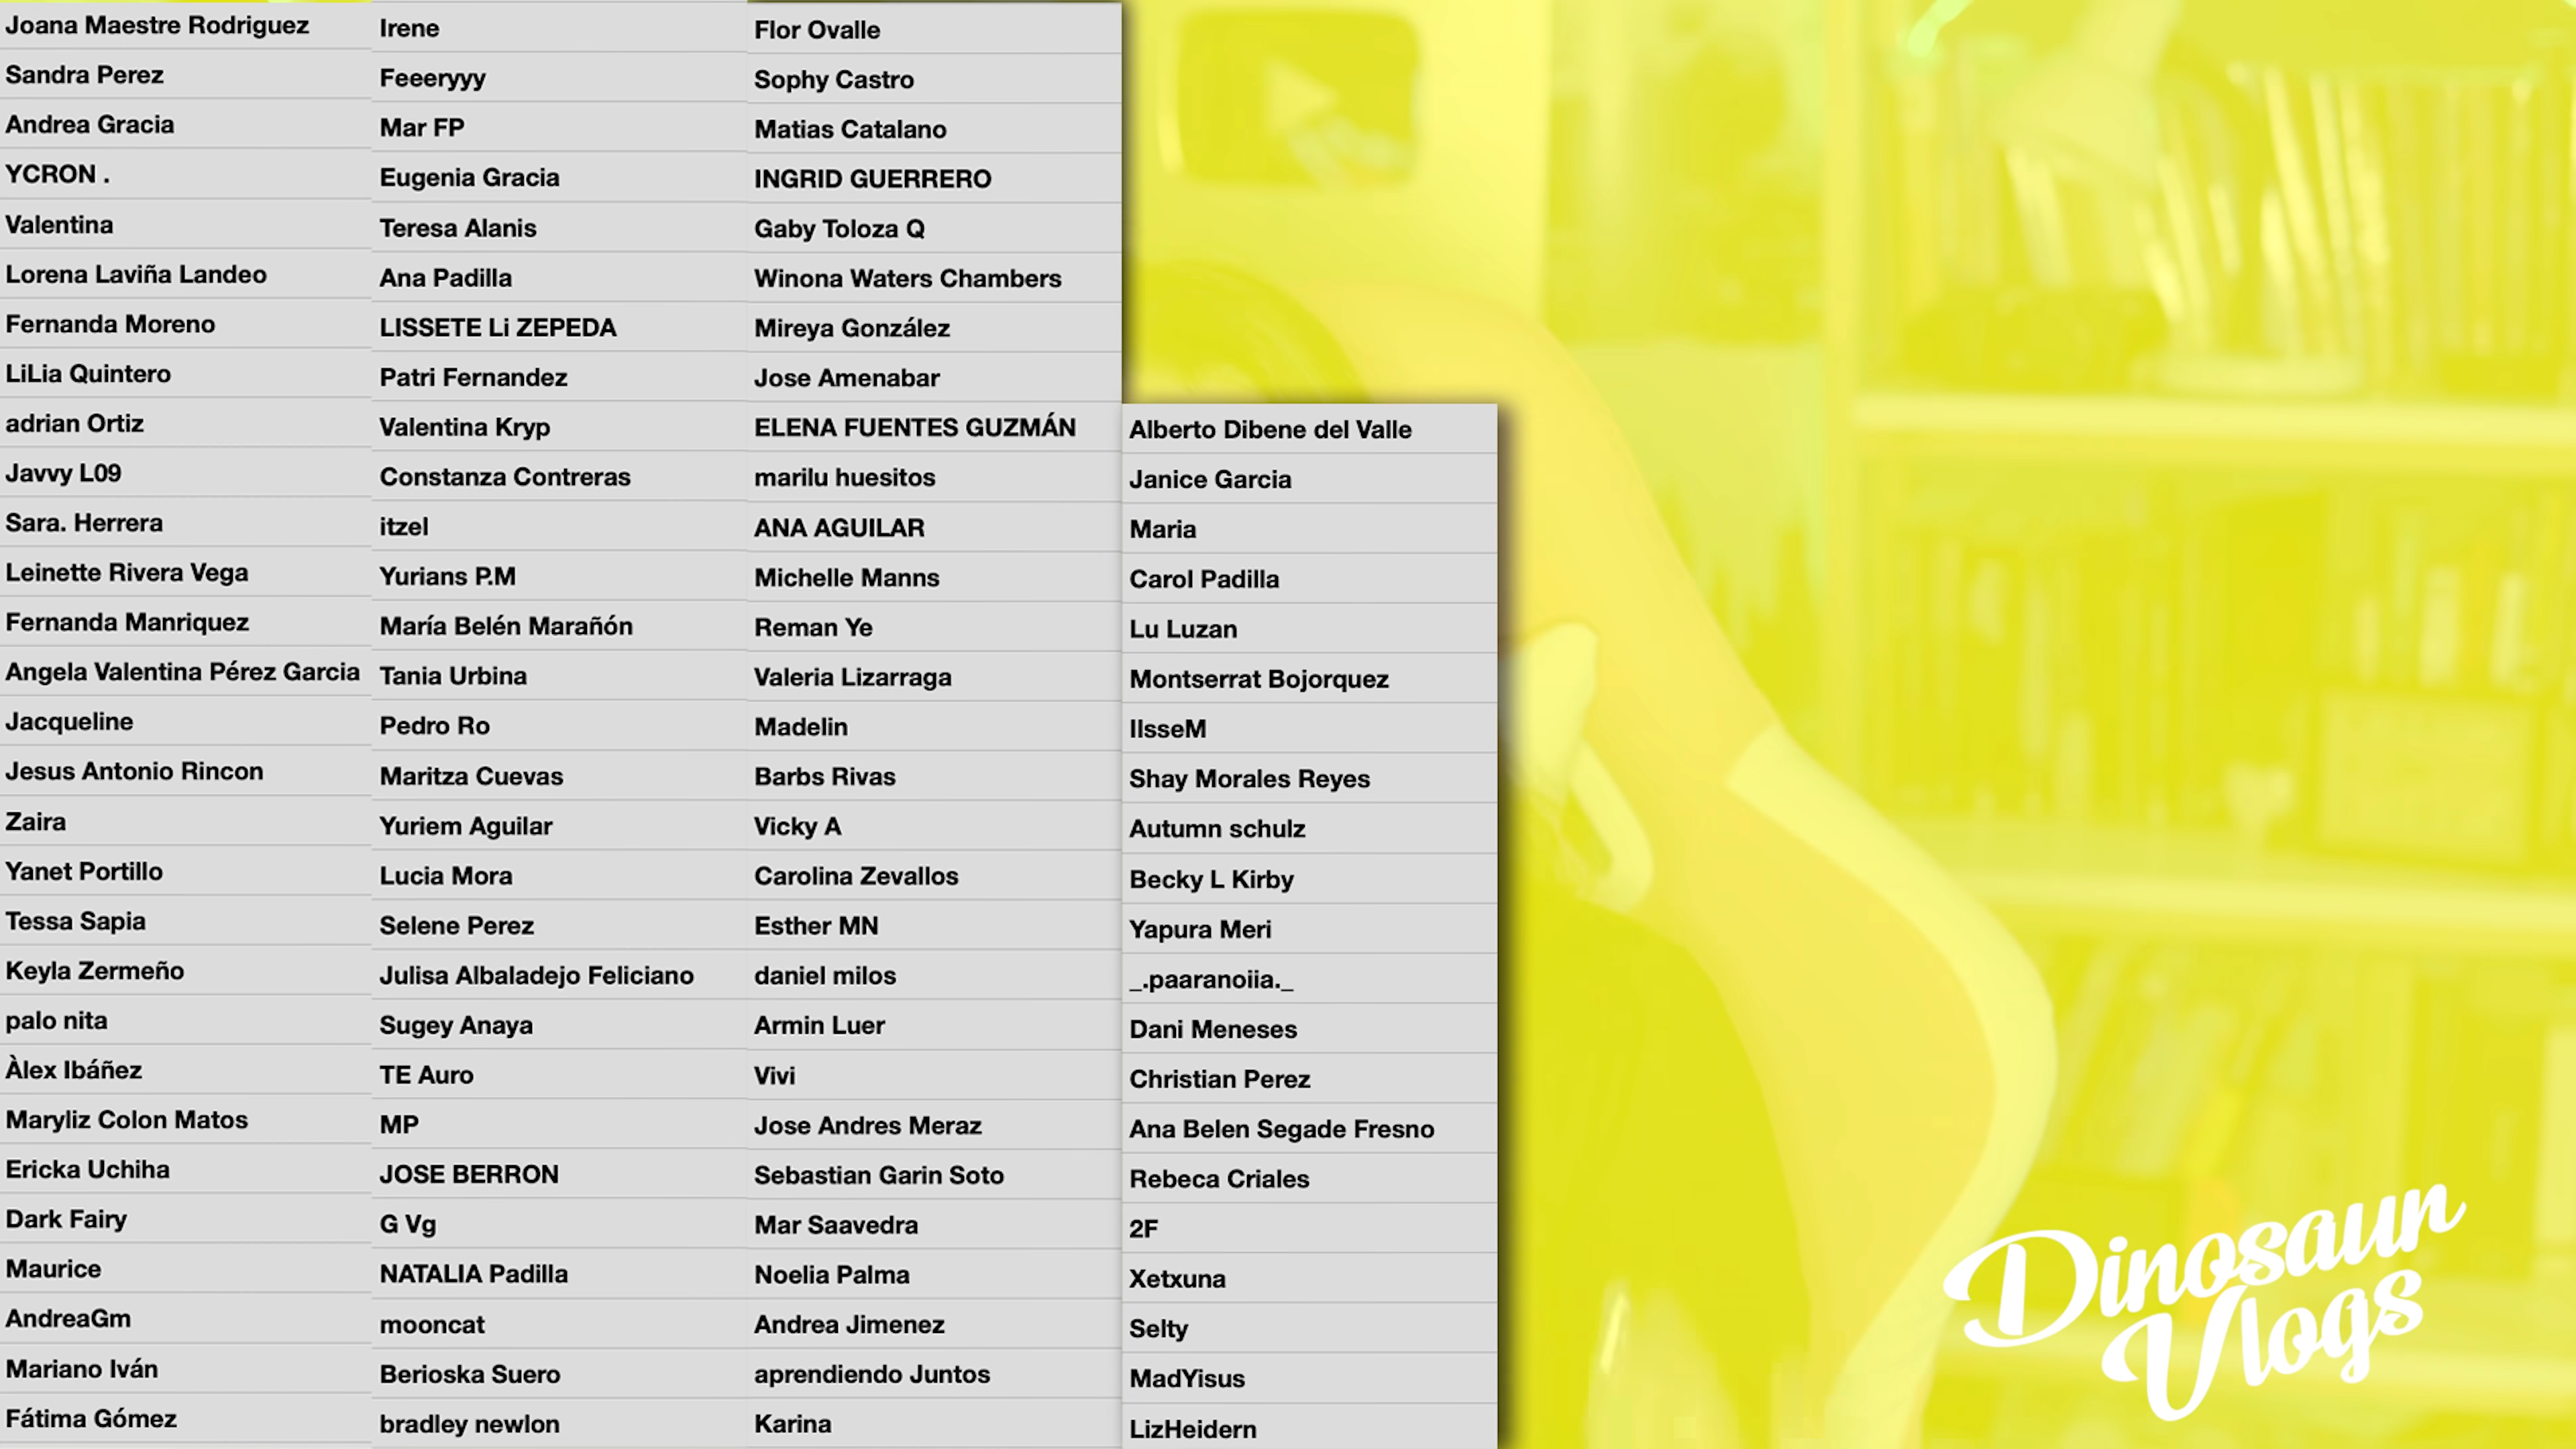 Joana Maestre Rodriguez
Sandra Perez
Andrea Gracia
YCRON .
Valentina
Lorena Laviña Landeo
Fernanda Moreno
LiLia Quintero
adrian Ortiz
Javvy L09
Sara. Herrera
Leinette Rivera Vega
Fernanda Manriquez
Angela Valentina Pérez Garcia
Jacqueline
Jesus Antonio Rincon
Zaira
Yanet Portillo
Tessa Sapia
Keyla Zermeño
palo nita
Àlex Ibáñez
Maryliz Colon Matos
Ericka Uchiha
Dark Fairy
Maurice
AndreaGm
Mariano Iván
Fátima Gómez
Irene
Feeeryyy
Mar FP
Eugenia Gracia
Teresa Alanis
Ana Padilla
LISSETE Li ZEPEDA
Patri Fernandez
Valentina Kryp
Constanza Contreras
itzel
Yurians P.M
María Belén Marañón
Tania Urbina
Pedro Ro
Maritza Cuevas
Yuriem Aguilar
Lucia Mora
Selene Perez
Julisa Albaladejo Feliciano
Sugey Anaya
TE Auro
MP
JOSE BERRON
G Vg
NATALIA Padilla
mooncat
Berioska Suero
bradley newlon
Flor Ovalle
Sophy Castro
Matias Catalano
INGRID GUERRERO
Gaby Toloza Q
Winona Waters Chambers
Mireya González
Jose Amenabar
ELENA FUENTES GUZMÁN
marilu huesitos
ANA AGUILAR
Michelle Manns
Reman Ye
Valeria Lizarraga
Madelin
Barbs Rivas
Vicky A
Carolina Zevallos
Esther MN
daniel milos
Armin Luer
Vivi
Jose Andres Meraz
Sebastian Garin Soto
Mar Saavedra
Noelia Palma
Andrea Jimenez
aprendiendo Juntos
Karina
Alberto Dibene del Valle
Janice Garcia
Maria
Carol Padilla
Lu Luzan
Montserrat Bojorquez
IlsseM
Shay Morales Reyes
Autumn schulz
Becky L Kirby
Yapura Meri
_.paaranoiia._
Dani Meneses
Christian Perez
Ana Belen Segade Fresno
Rebeca Criales
2F
Xetxuna
Selty
MadYisus
LizHeidern
Dinosaur
Vlogs